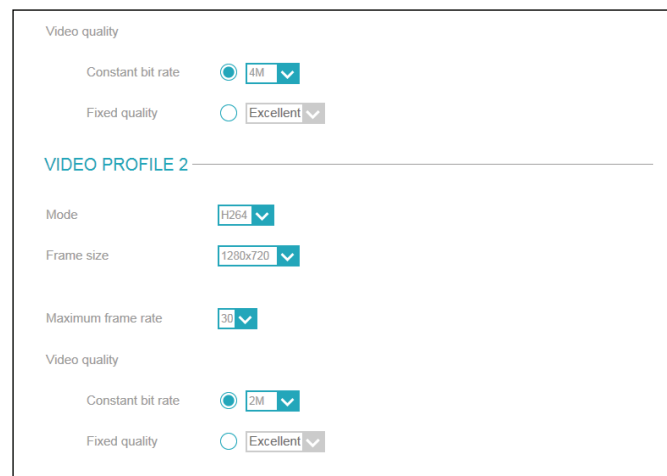 Video quality
Constant bit rate 4M
Fixed quality Excellent
VIDEO PROFILE 2
Mode H264
Frame size 1280x720
Maximum frame rate 30
Video quality
Constant bit rate 2M
Fixed quality Excellent